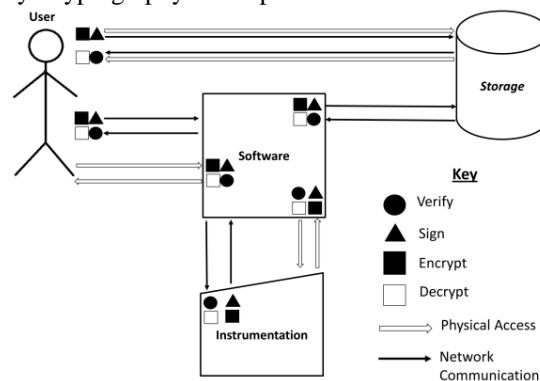 User
Storage
Software
Instrumentation
Key
Verify
Sign
Encrypt
Decrypt
Physical Access
Network
Communication